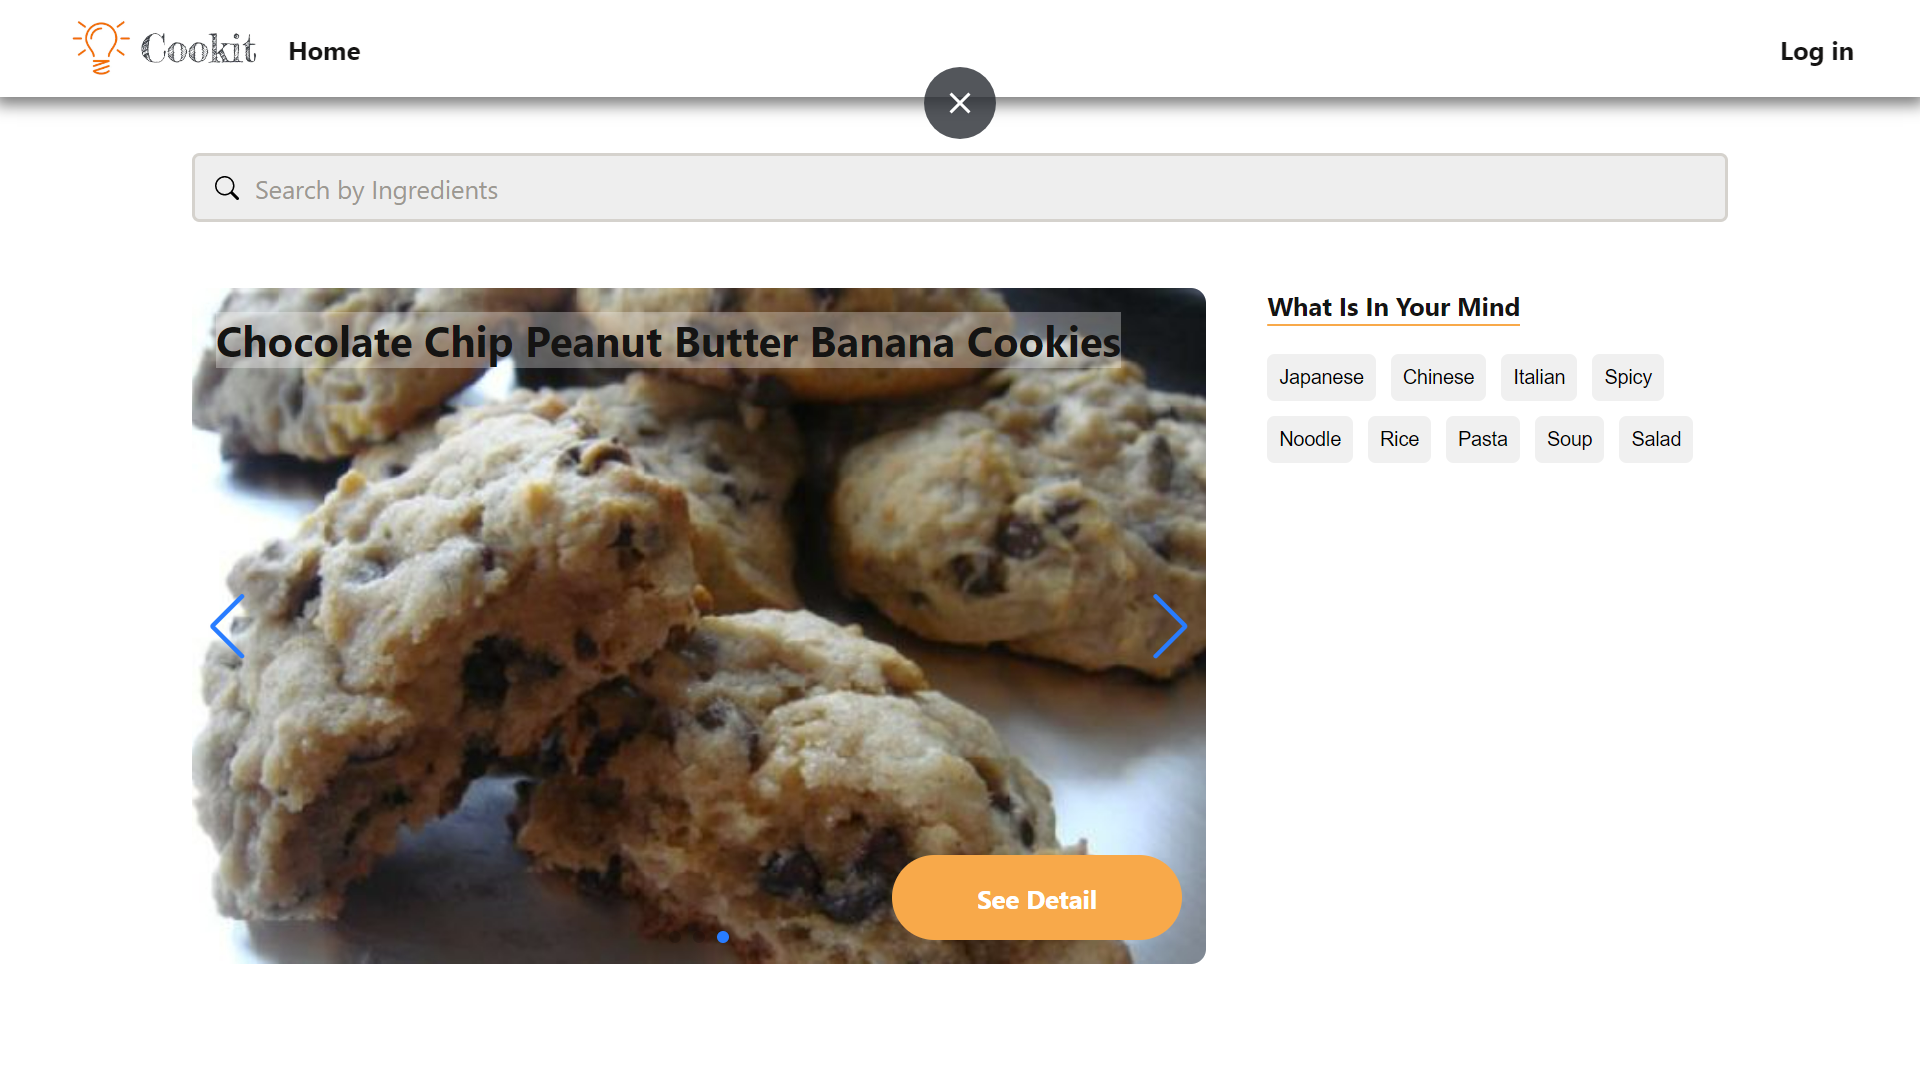 Cookit
Home
Log in
Search by Ingredients
Chocolate Chip Peanut Butter Banana Cookies
See Detail
What Is In Your Mind
Japanese Chinese Italian Spicy
Noodle Rice Pasta Soup Salad